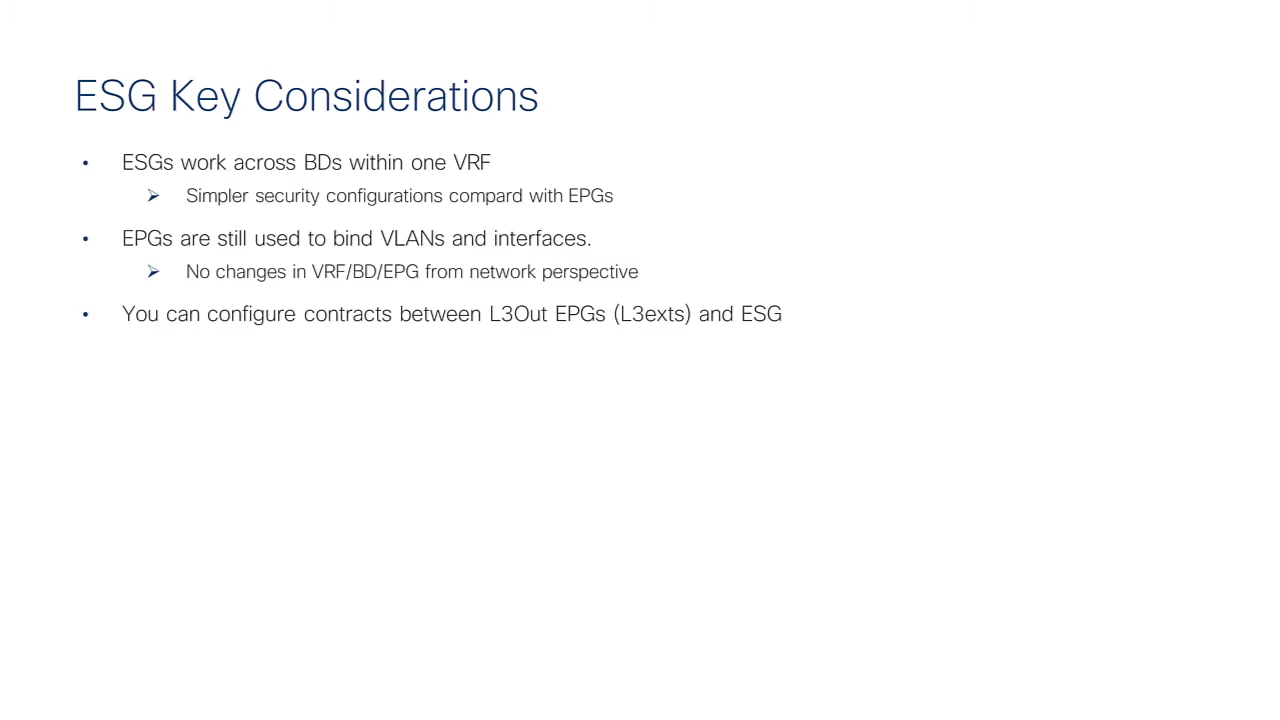 ESG Key Considerations
• ESGs work across BDs within one VRF
➢ Simpler security configurations compard with EPGs
• EPGs are still used to bind VLANs and interfaces.
➢ No changes in VRF/BD/EPG from network perspective
• You can configure contracts between L3Out EPGs (L3exts) and ESG